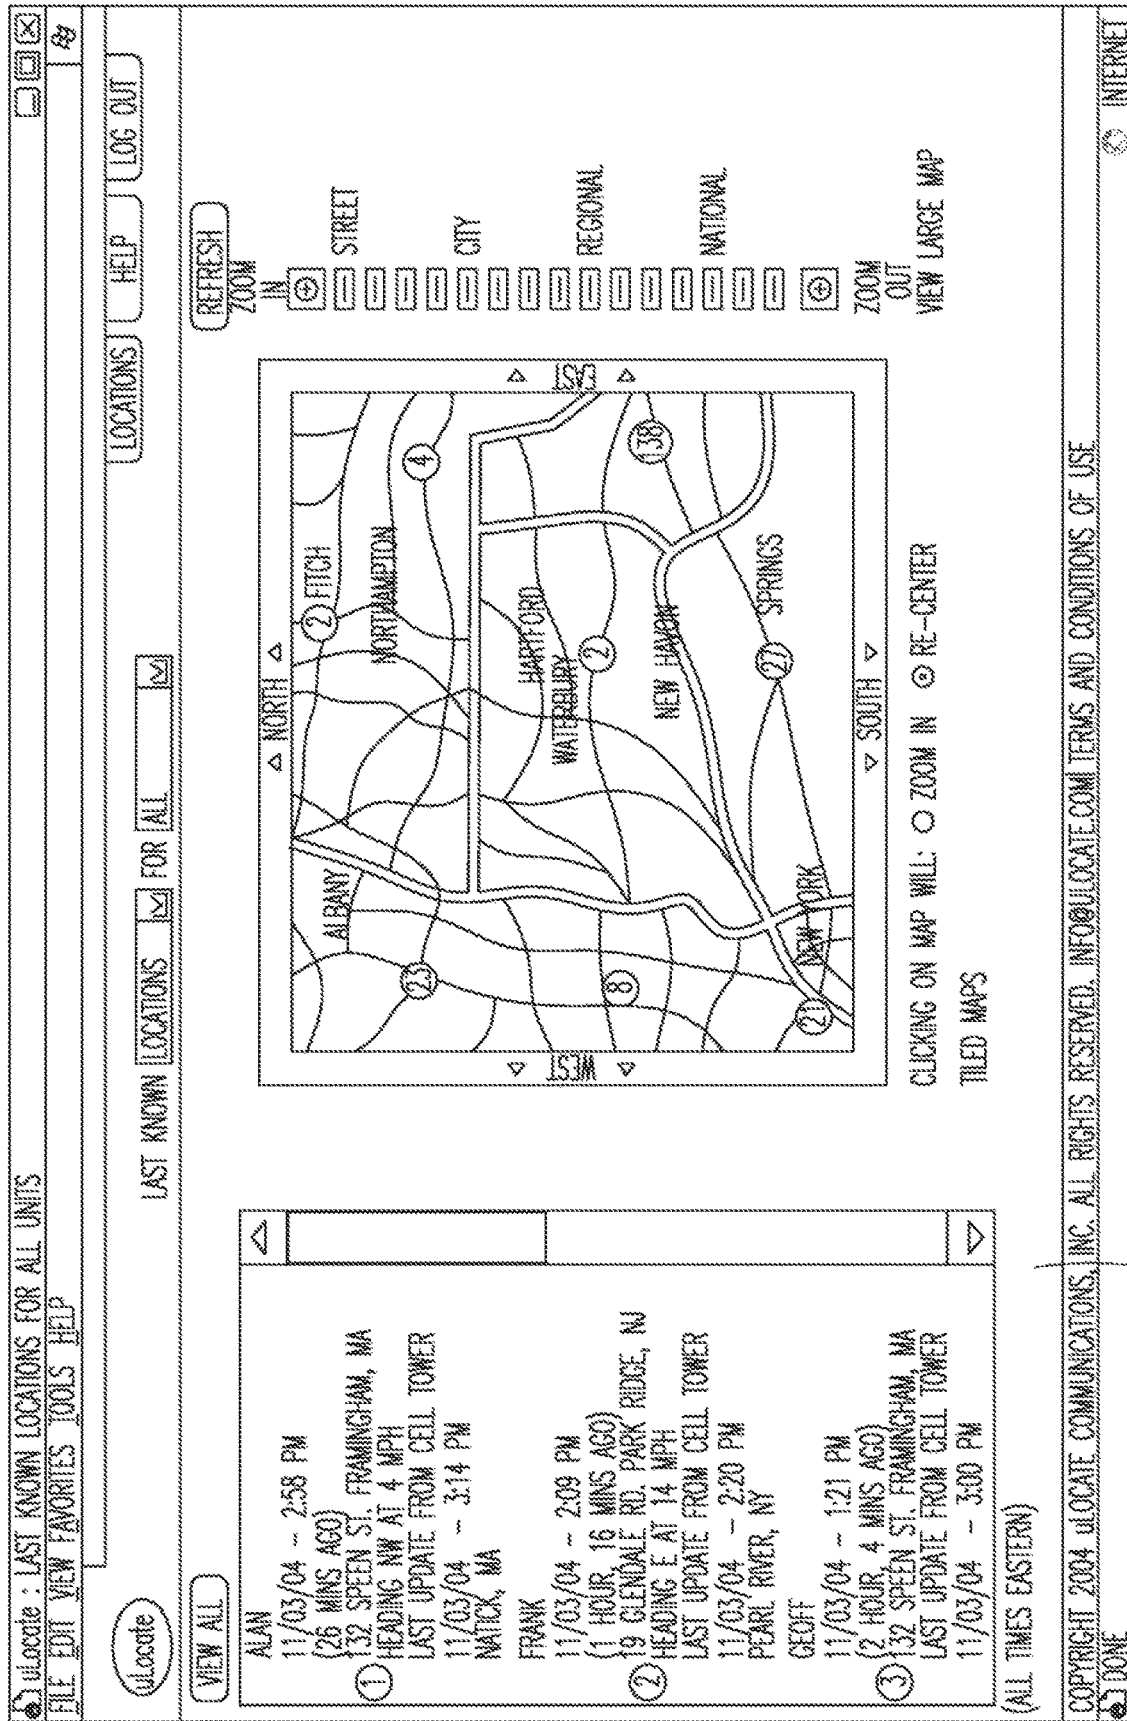 uLocate : LAST KNOWN LOCATIONS FOR ALL UNITS
FILE EDIT VIEW FAVORITES TOOLS HELP
uLocate
LOCATIONS
HELP
LOG OUT
LAST KNOWN LOCATIONS FOR ALL
VIEW ALL
REFRESH
ALAN
11/03/04 - 2:58 PM
(26 MINS AGO)
1 132 SPEEN ST. FRAMINGHAM, MA
HEADING NW AT 4 MPH
LAST UPDATE FROM CELL TOWER
11/03/04 - 3:14 PM
NATICK, MA
FRANK
11/03/04 - 2:09 PM
(1 HOUR, 16 MINS AGO)
19 GLENDALE RD. PARK RIDGE, NJ
2 HEADING E AT 14 MPH
LAST UPDATE FROM CELL TOWER
11/03/04 - 2:20 PM
PEARL RIVER, NY
GEOFF
11/03/04 - 1:21 PM
(2 HOUR, 4 MINS AGO)
3 132 SPEEN ST. FRAMINGHAM, MA
LAST UPDATE FROM CELL TOWER
11/03/04 - 3:00 PM
(ALL TIMES EASTERN)
NORTH
WEST
EAST
SOUTH
2 FITCH
ALBANY
NORTHAMPTON
23
4
HARTFORD
WATERBURY
8
2
138
NEW HAVON
SPRINGS
27
NEW YORK
21
ZOOM
IN
STREET
CITY
REGIONAL
NATIONAL
ZOOM
OUT
VIEW LARGE MAP
CLICKING ON MAP WILL: ZOOM IN RE-CENTER
TILED MAPS
COPYRIGHT 2004 uLOCATE COMMUNICATIONS, INC. ALL RIGHTS RESERVED. INFO@ULOCATE.COM| TERMS AND CONDITIONS OF USE
DONE
INTERNET